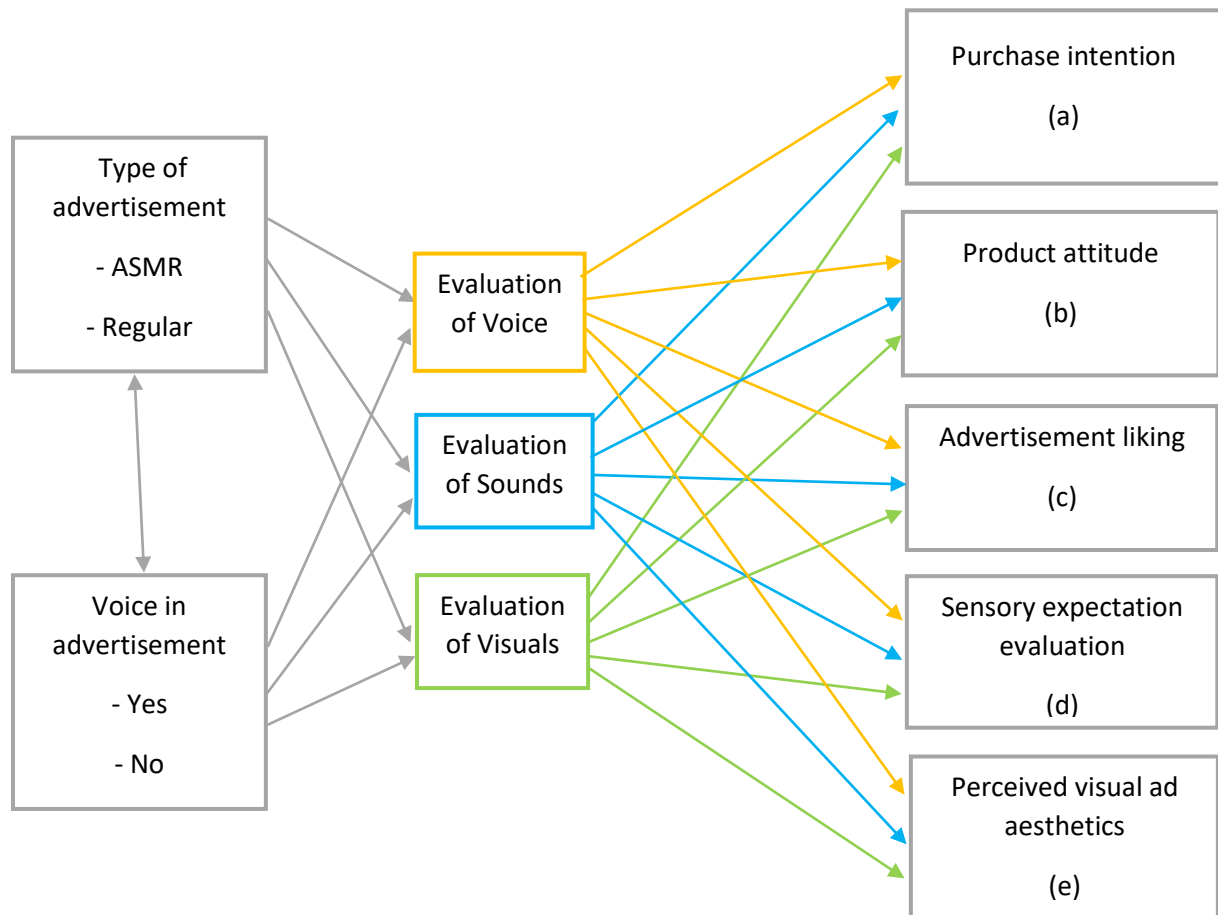 Type of
advertisement
- ASMR
- Regular
Voice in
advertisement
- Yes
- No
Evaluation
of Voice
Evaluation
of Sounds
Evaluation
of Visuals
Purchase intention
(a)
Product attitude
(b)
Advertisement liking
(c)
Sensory expectation
evaluation
(d)
Perceived visual ad
aesthetics
(e)